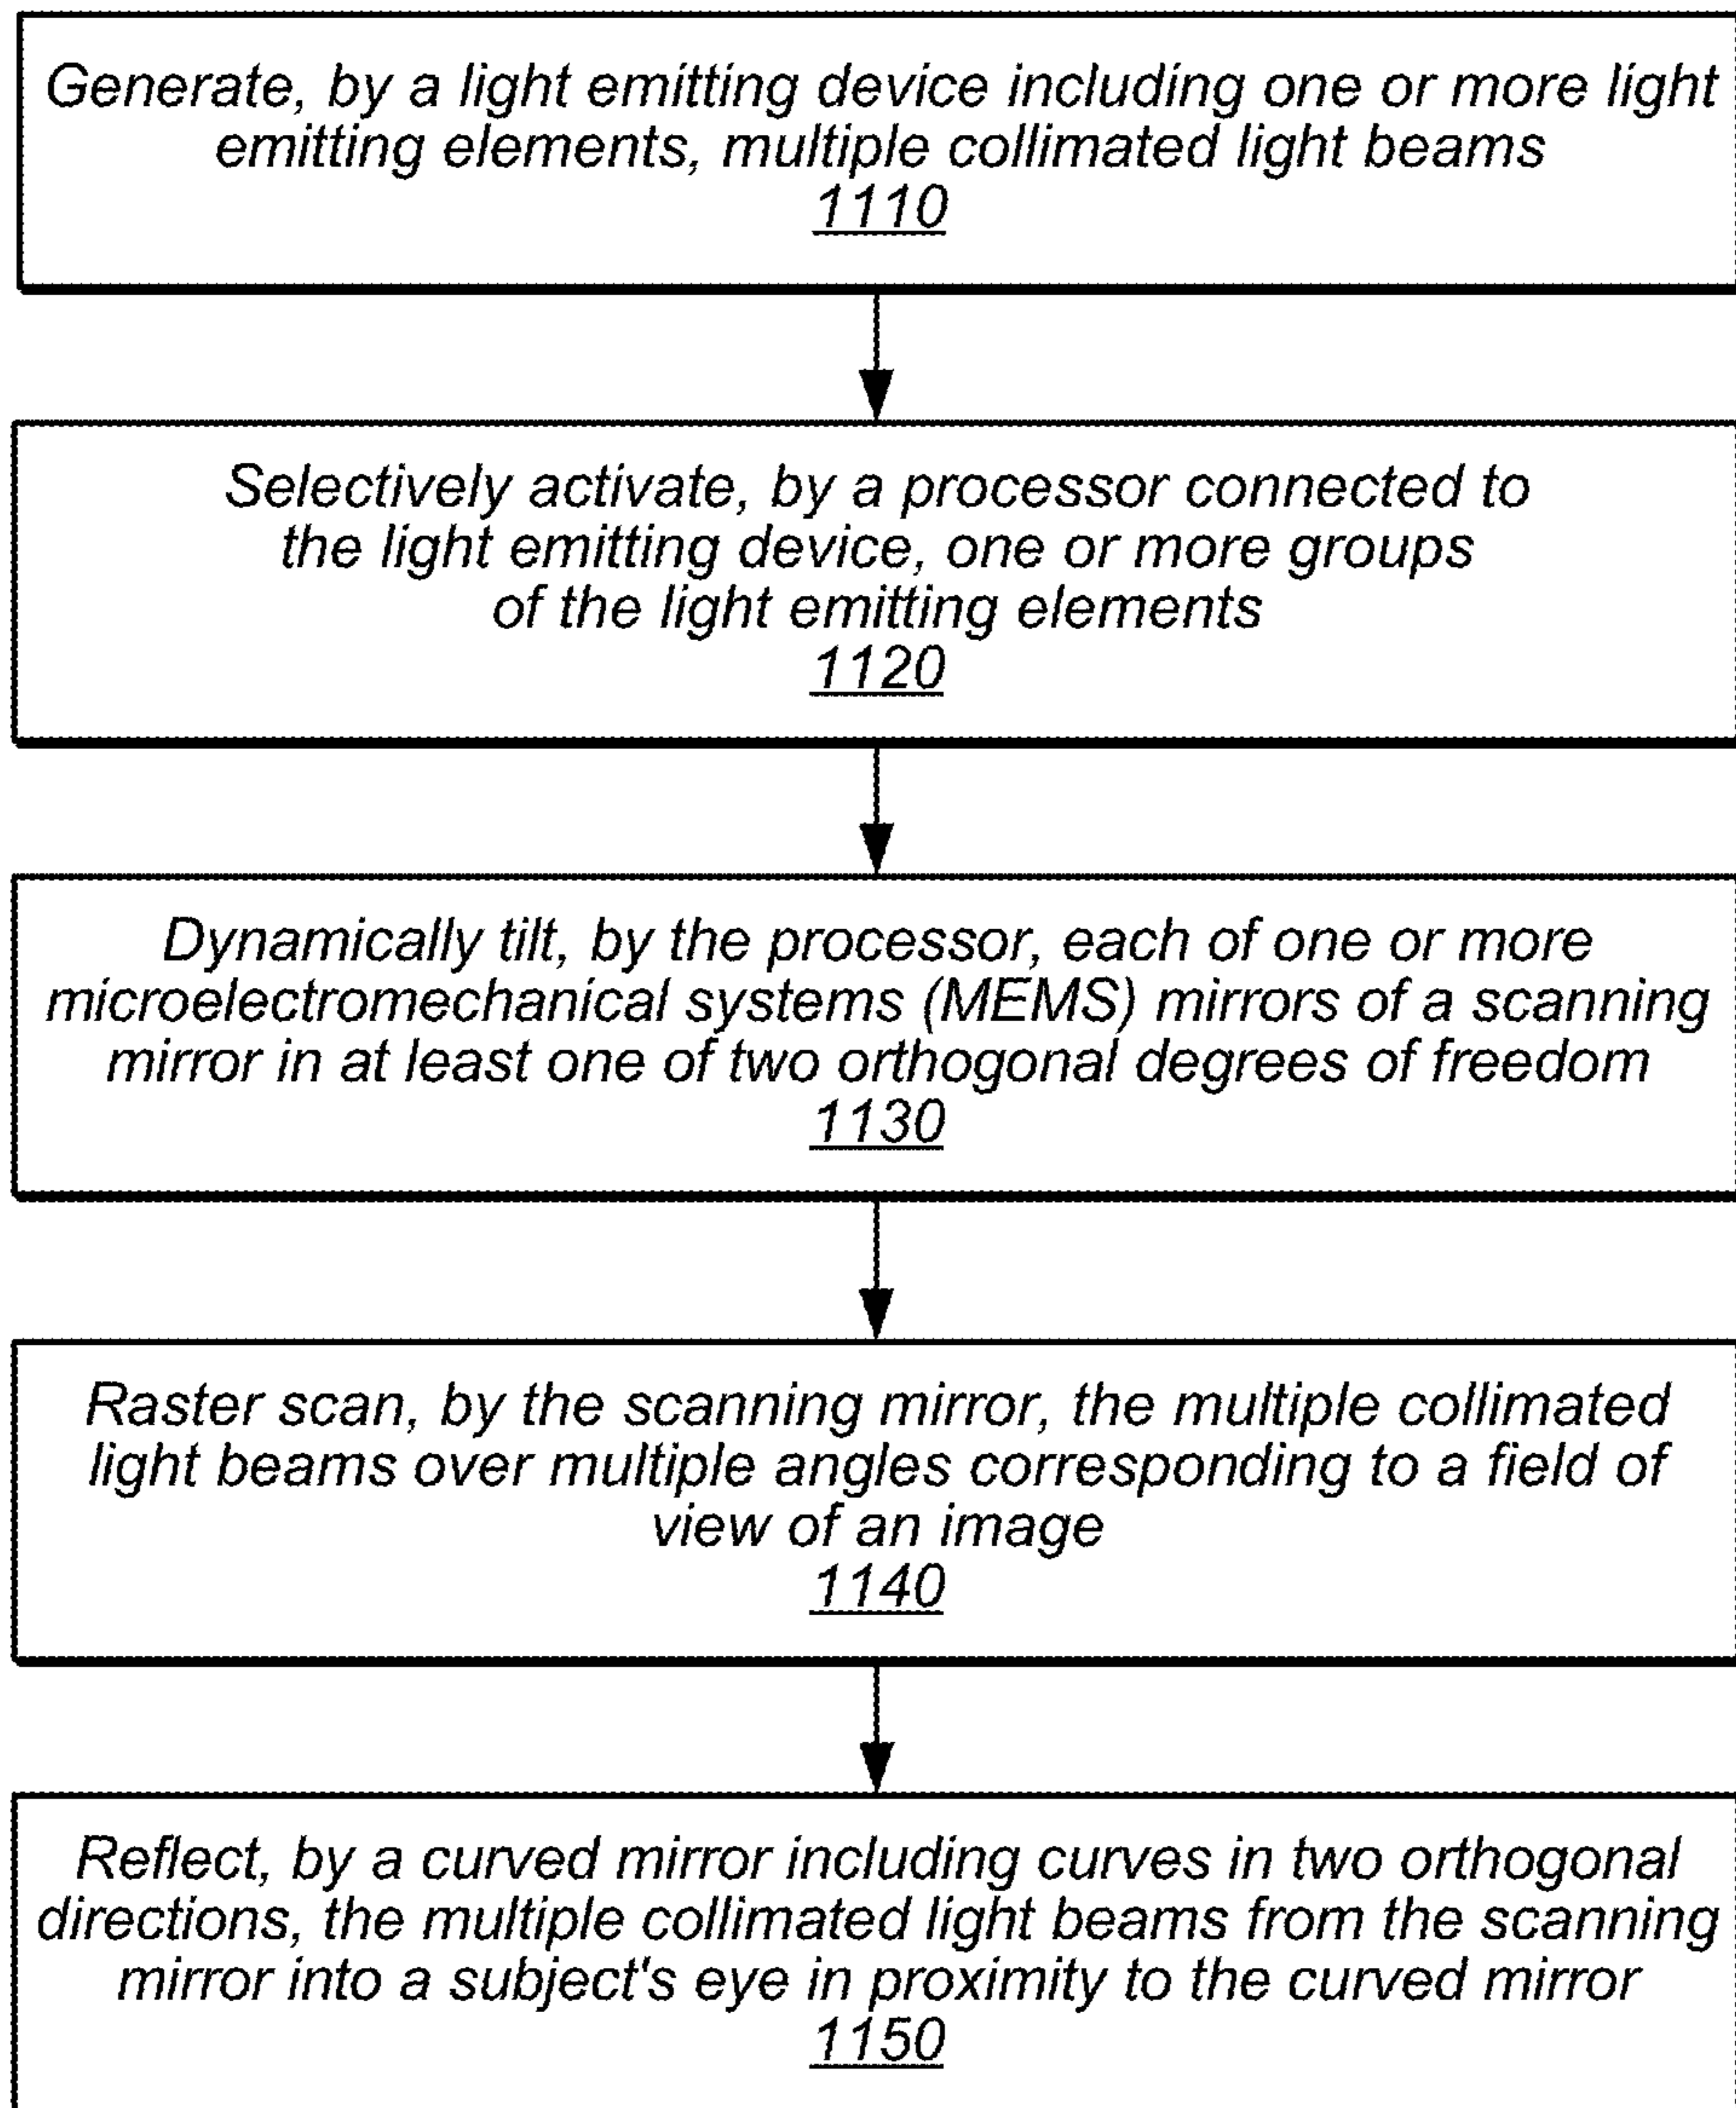 Generate, by a light emitting device including one or more light
emitting elements, multiple collimated light beams
1110
Selectively activate, by a processor connected to
the light emitting device, one or more groups
of the light emitting elements
1120
Dynamically tilt, by the processor, each of one or more
microelectromechanical systems (MEMS) mirrors of a scanning
mirror in at least one of two orthogonal degrees of freedom
1130
Raster scan, by the scanning mirror, the multiple collimated
light beams over multiple angles corresponding to a field of
view of an image
1140
Reflect, by a curved mirror including curves in two orthogonal
directions, the multiple collimated light beams from the scanning
mirror into a subject's eye in proximity to the curved mirror
1150